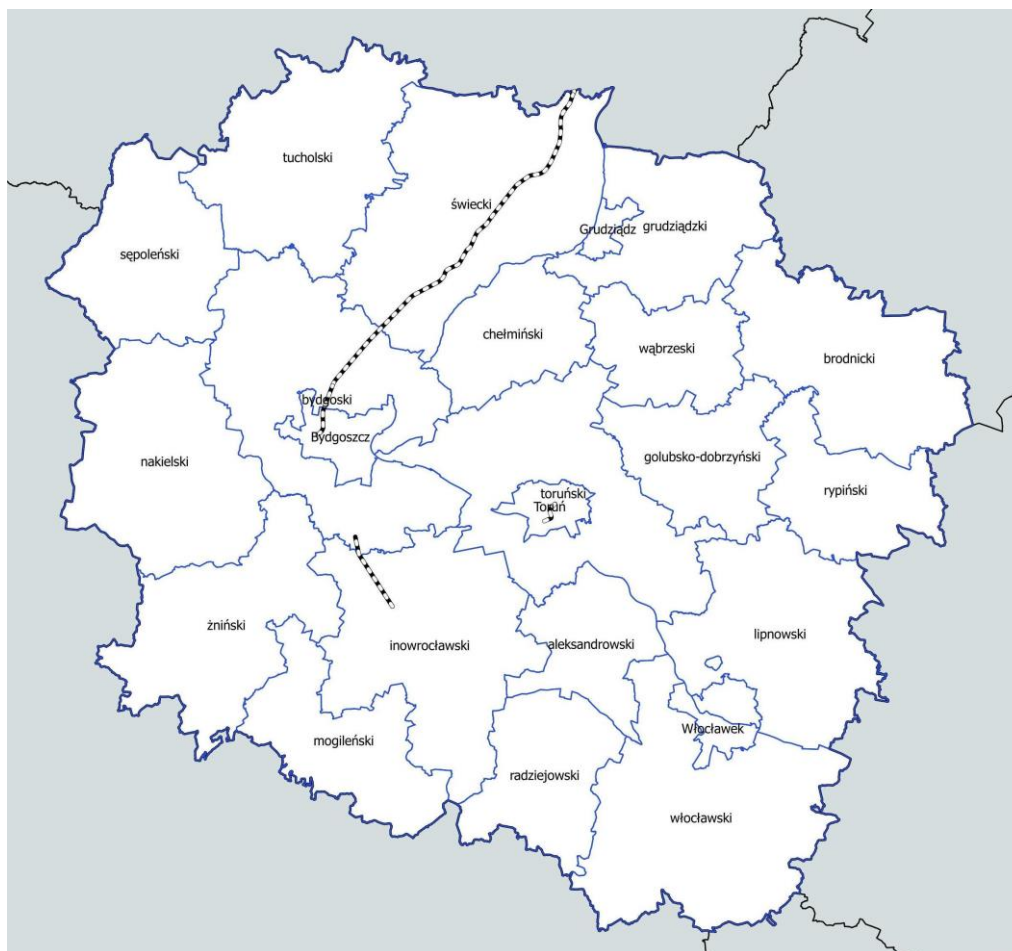 tucholski
sępoleński
świecki
Grudziądz
grudziądzki
chełmiński
wąbrzeski
brodnicki
bydgoski
Bydgoszcz
nakielski
golubsko-dobrzyński
rypiński
toruński
Toruń
żniński
inowrocławski
aleksandrowski
lipnowski
mogileński
Włocławek
radziejowski
włocławski